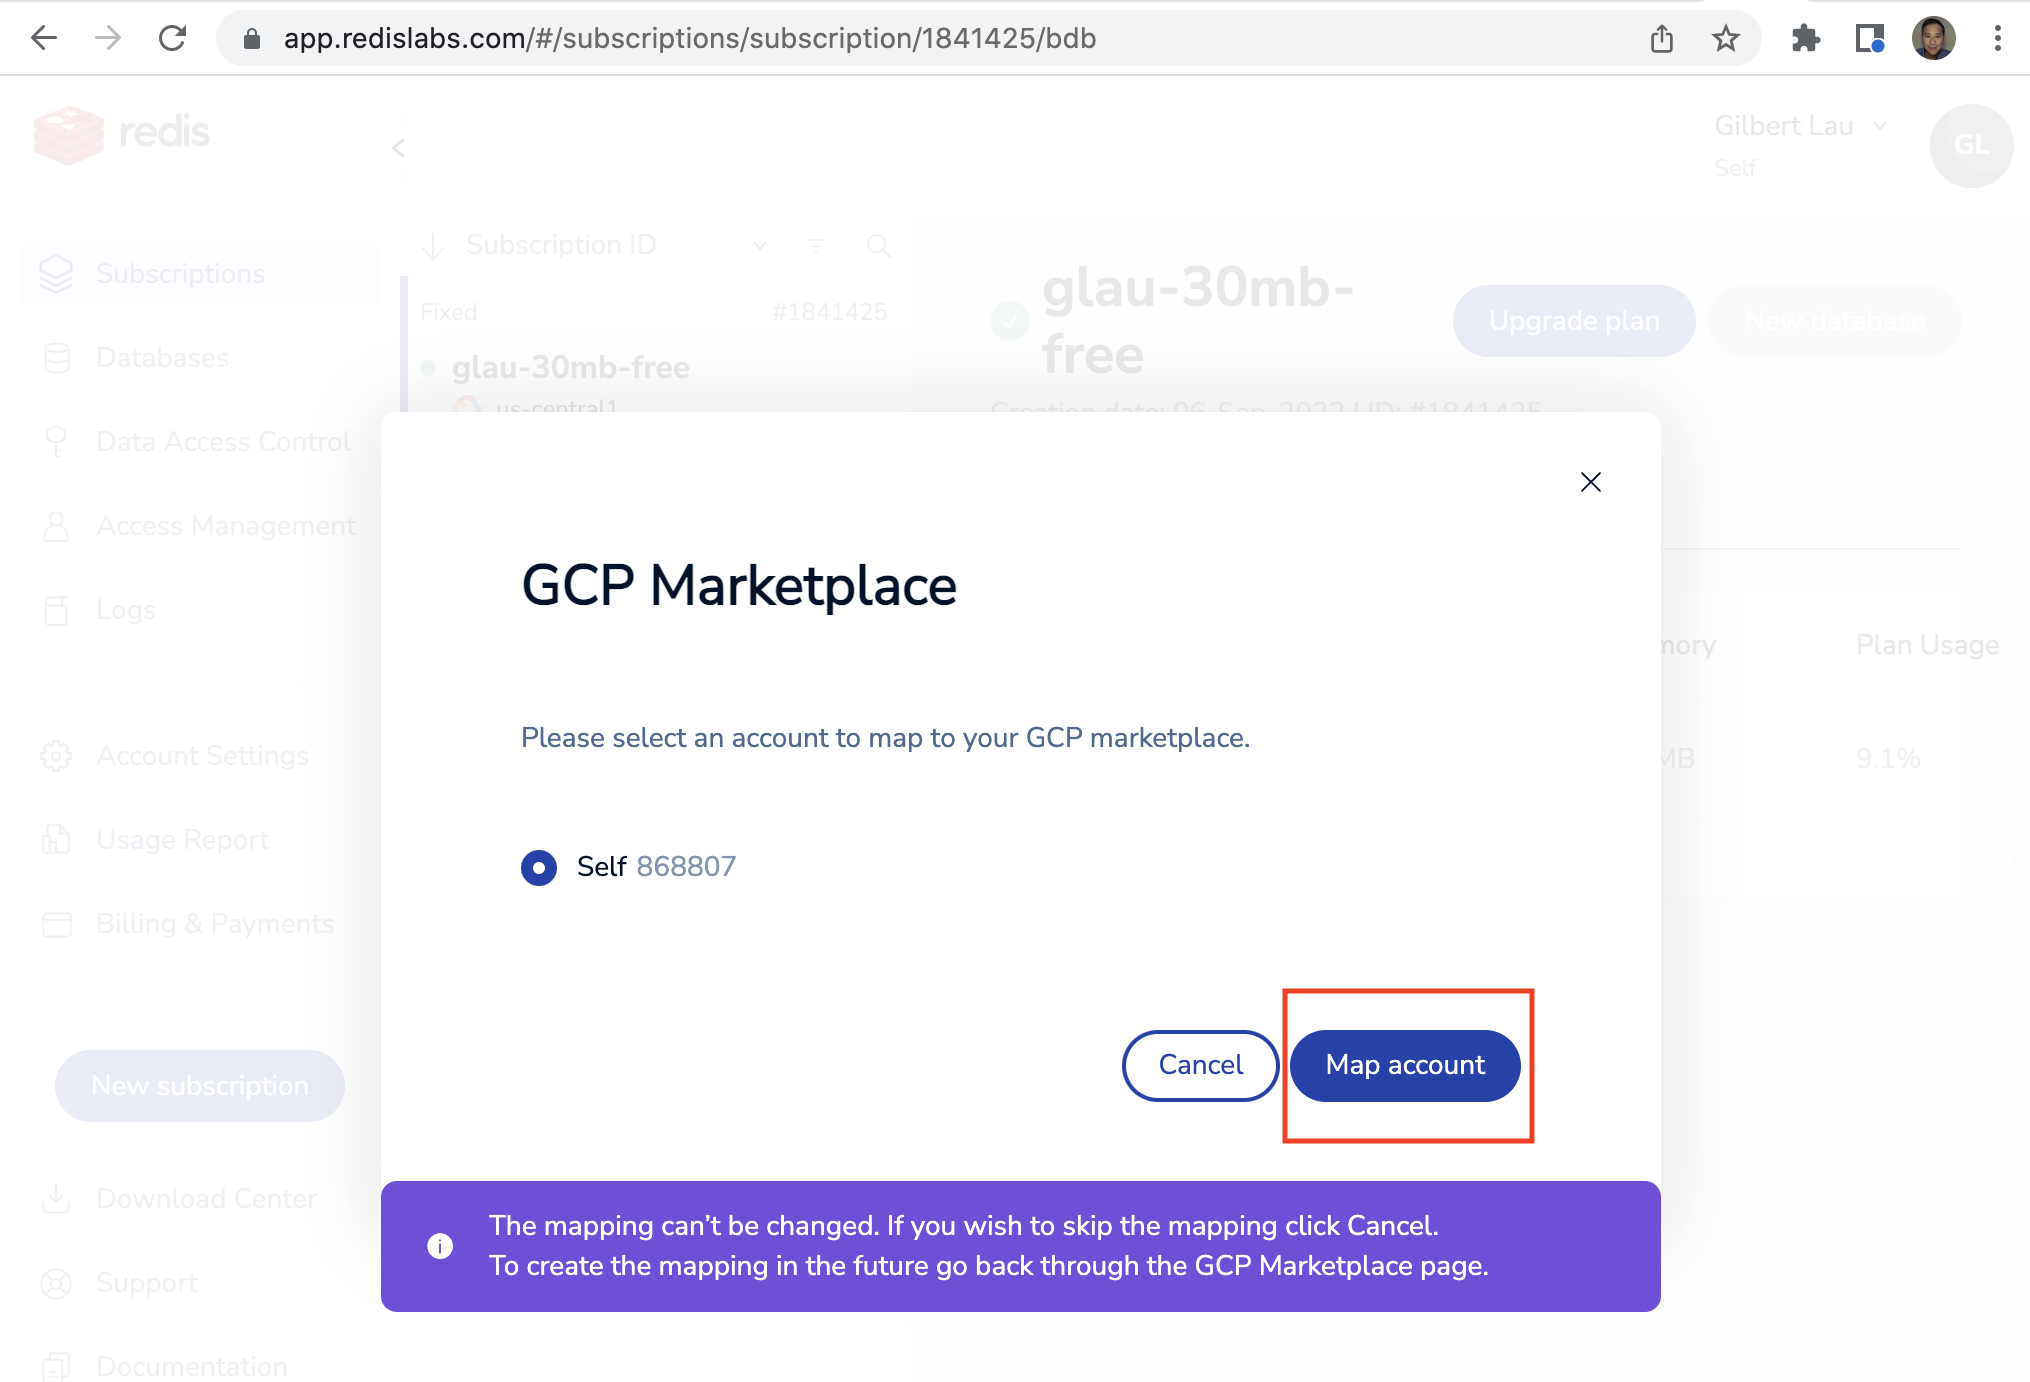 app.redislabs.com/#/subscriptions/subscription/1841425/bdb
redis
Gilbert Lau
Self
GL
Subscriptions
Databases
Data Access Control
Access Management
Logs
Account Settings
Usage Report
Billing & Payments
New subscription
Download Center
Support
Documentation
Subscription ID
Fixed #1841425
glau-30mb-free
us-central1
glau-30mb-
free
Upgrade plan
New database
Creation date: 06-Sep-2022 UD: #1841425
mory
Plan Usage
MB
9.1%
GCP Marketplace
Please select an account to map to your GCP marketplace.
Self 868807
Cancel
Map account
The mapping can’t be changed. If you wish to skip the mapping click Cancel.
To create the mapping in the future go back through the GCP Marketplace page.